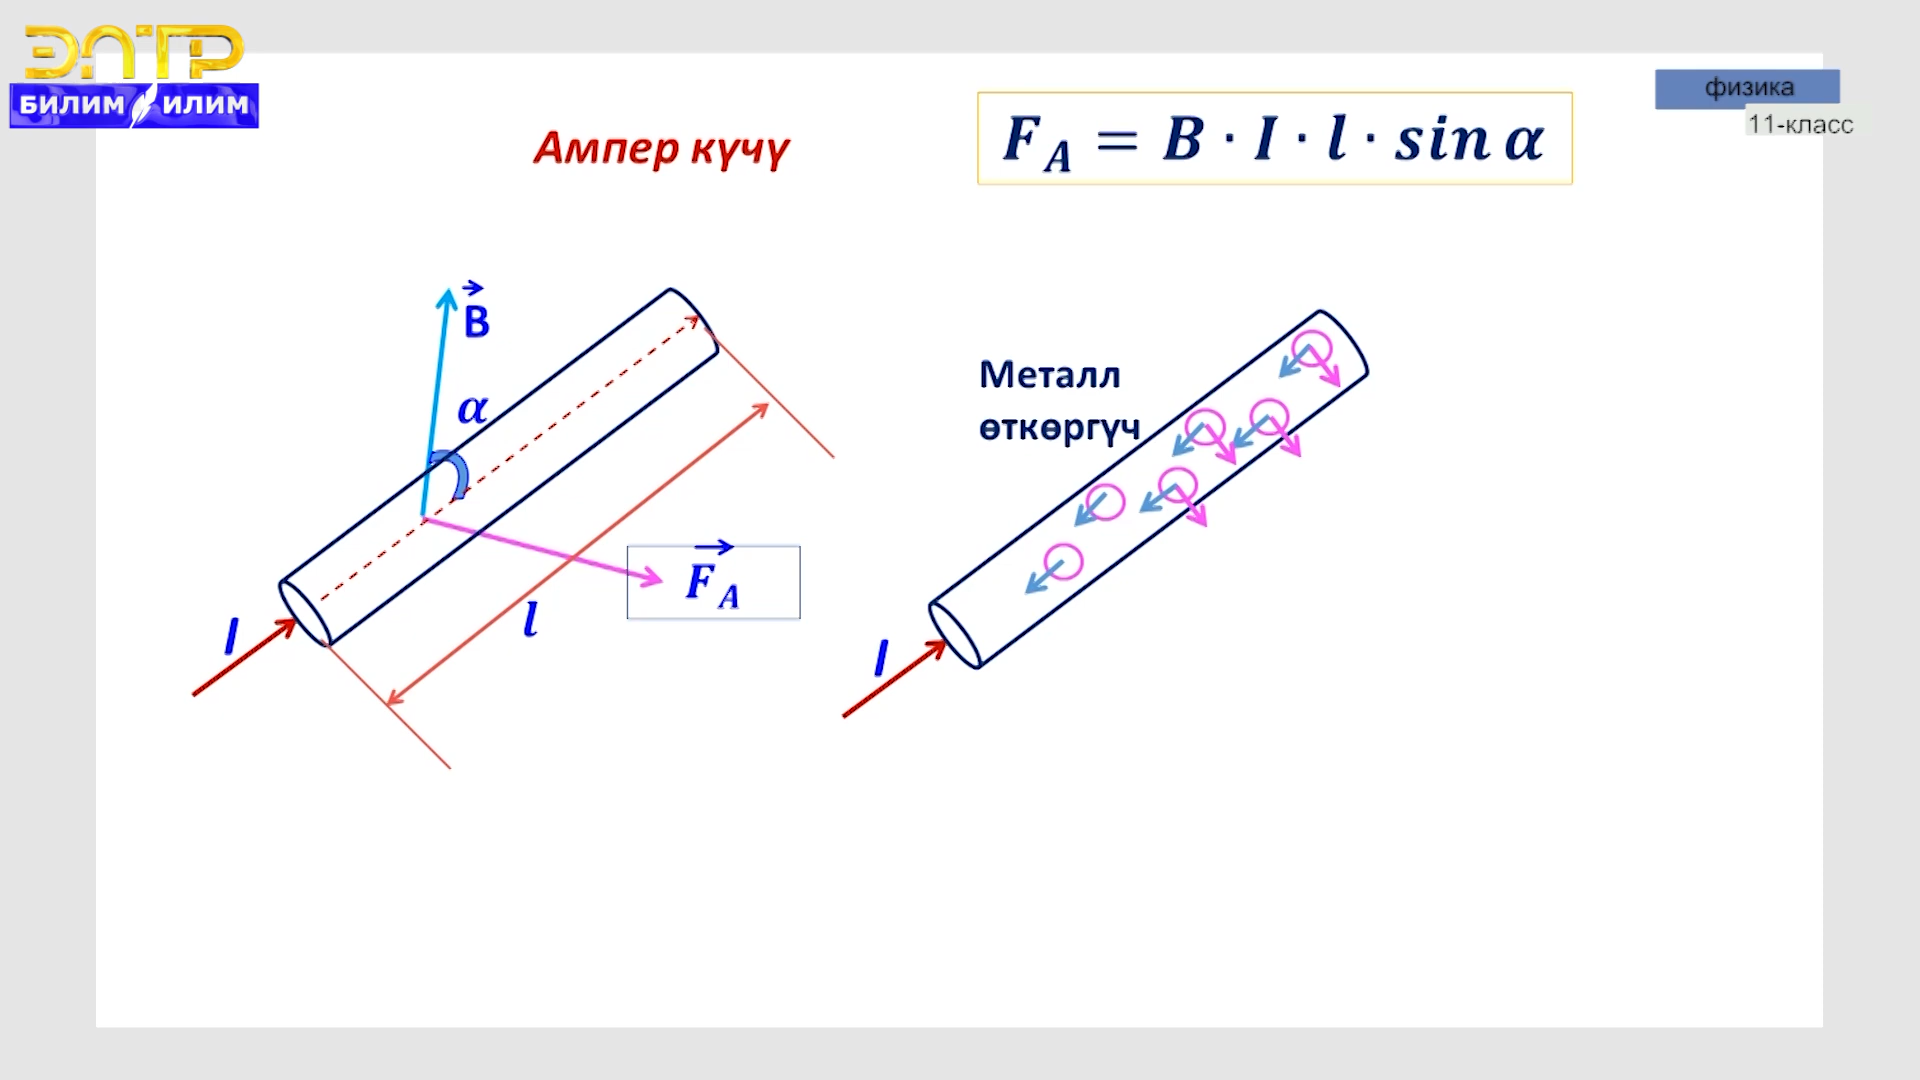 ЭЛТР
БИЛИМ ИЛИМ
физика
11-класс
Ампер күчү
F_A = B · I · l · sin α
B
α
I
l
F_A
Металл
өткөргүч
I